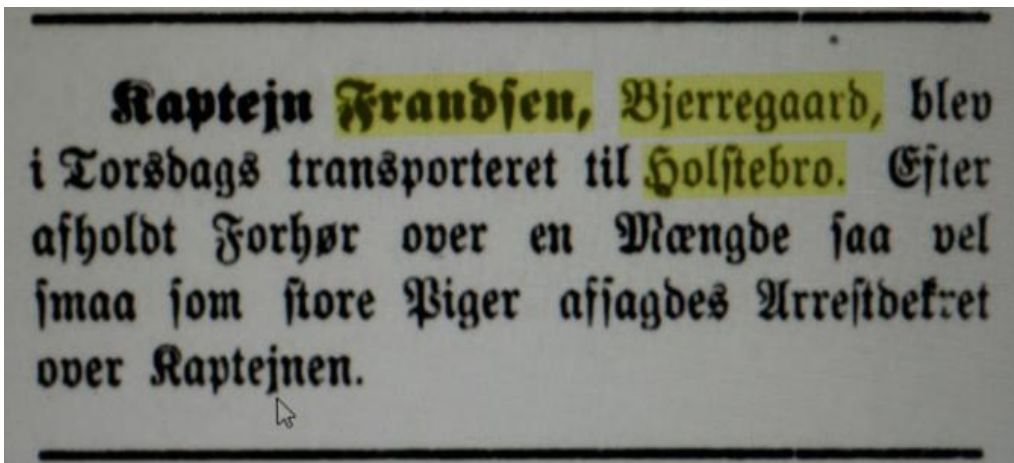 Kaptejn Frandsen, Bjerregaard, blev
i Torsdags transporteret til Holstebro. Efter
afholdt Forhør over en Mængde saa vel
smaa som store Piger afsagdes Arrestdekret
over Kaptejnen.